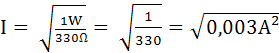 I = √(1W/330Ω) = √(1/330) = √(0,003A²)